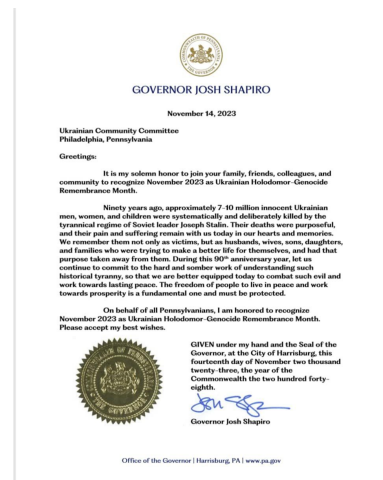 GOVERNOR JOSH SHAPIRO
November 14, 2023
Ukrainian Community Committee
Philadelphia, Pennsylvania
Greetings:
It is my solemn honor to join your family, friends, colleagues, and
community to recognize November 2023 as Ukrainian Holodomor-Genocide
Remembrance Month.
Ninety years ago, approximately 7-10 million innocent Ukrainian
men, women, and children were systematically and deliberately killed by the
tyrannical regime of Soviet leader Joseph Stalin. Their deaths were purposeful,
and their pain and suffering remain with us today in our hearts and memories.
We remember them not only as victims, but as husbands, wives, sons, daughters,
and families who were trying to make a better life for themselves, and had that
purpose taken away from them. During this 90th anniversary year, let us
continue to commit to the hard and somber work of understanding such
historical tyranny, so that we are better equipped today to combat such evil and
work towards lasting peace. The freedom of people to live in peace and work
towards prosperity is a fundamental one and must be protected.
On behalf of all Pennsylvanians, I am honored to recognize
November 2023 as Ukrainian Holodomor-Genocide Remembrance Month.
Please accept my best wishes.
GIVEN under my hand and the Seal of the
Governor, at the City of Harrisburg, this
fourteenth day of November two thousand
twenty-three, the year of the
Commonwealth the two hundred forty-
eighth.
Governor Josh Shapiro
Office of the Governor | Harrisburg, PA | www.pa.gov